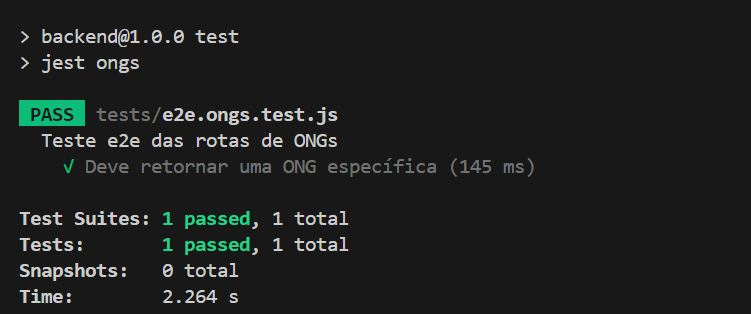 > backend@1.0.0 test
> jest ongs
PASS tests/e2e.ongs.test.js
Teste e2e das rotas de ONGs
√ Deve retornar uma ONG específica (145 ms)
Test Suites: 1 passed, 1 total
Tests: 1 passed, 1 total
Snapshots: 0 total
Time: 2.264 s